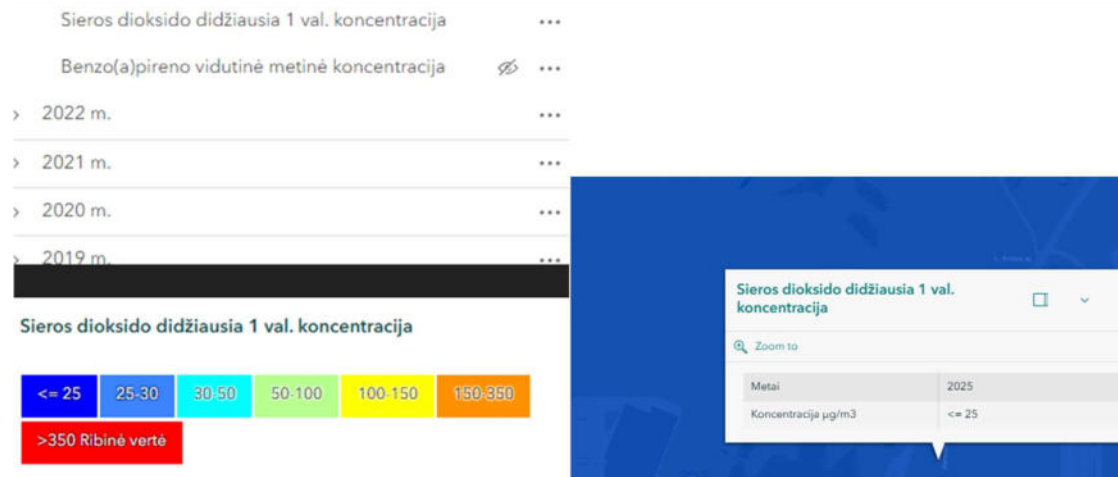 Sieros dioksido didžiausia 1 val. koncentracija
Benzo(a)pireno vidutinė metinė koncentracija
2022 m.
2021 m.
2020 m.
2019 m.
Sieros dioksido didžiausia 1 val. koncentracija
<= 25 25-30 30-50 50-100 100-150 150-350
>350 Ribinė vertė
Sieros dioksido didžiausia 1 val.
koncentracija
Zoom to
Metai 2025
Koncentracija µg/m3 <= 25